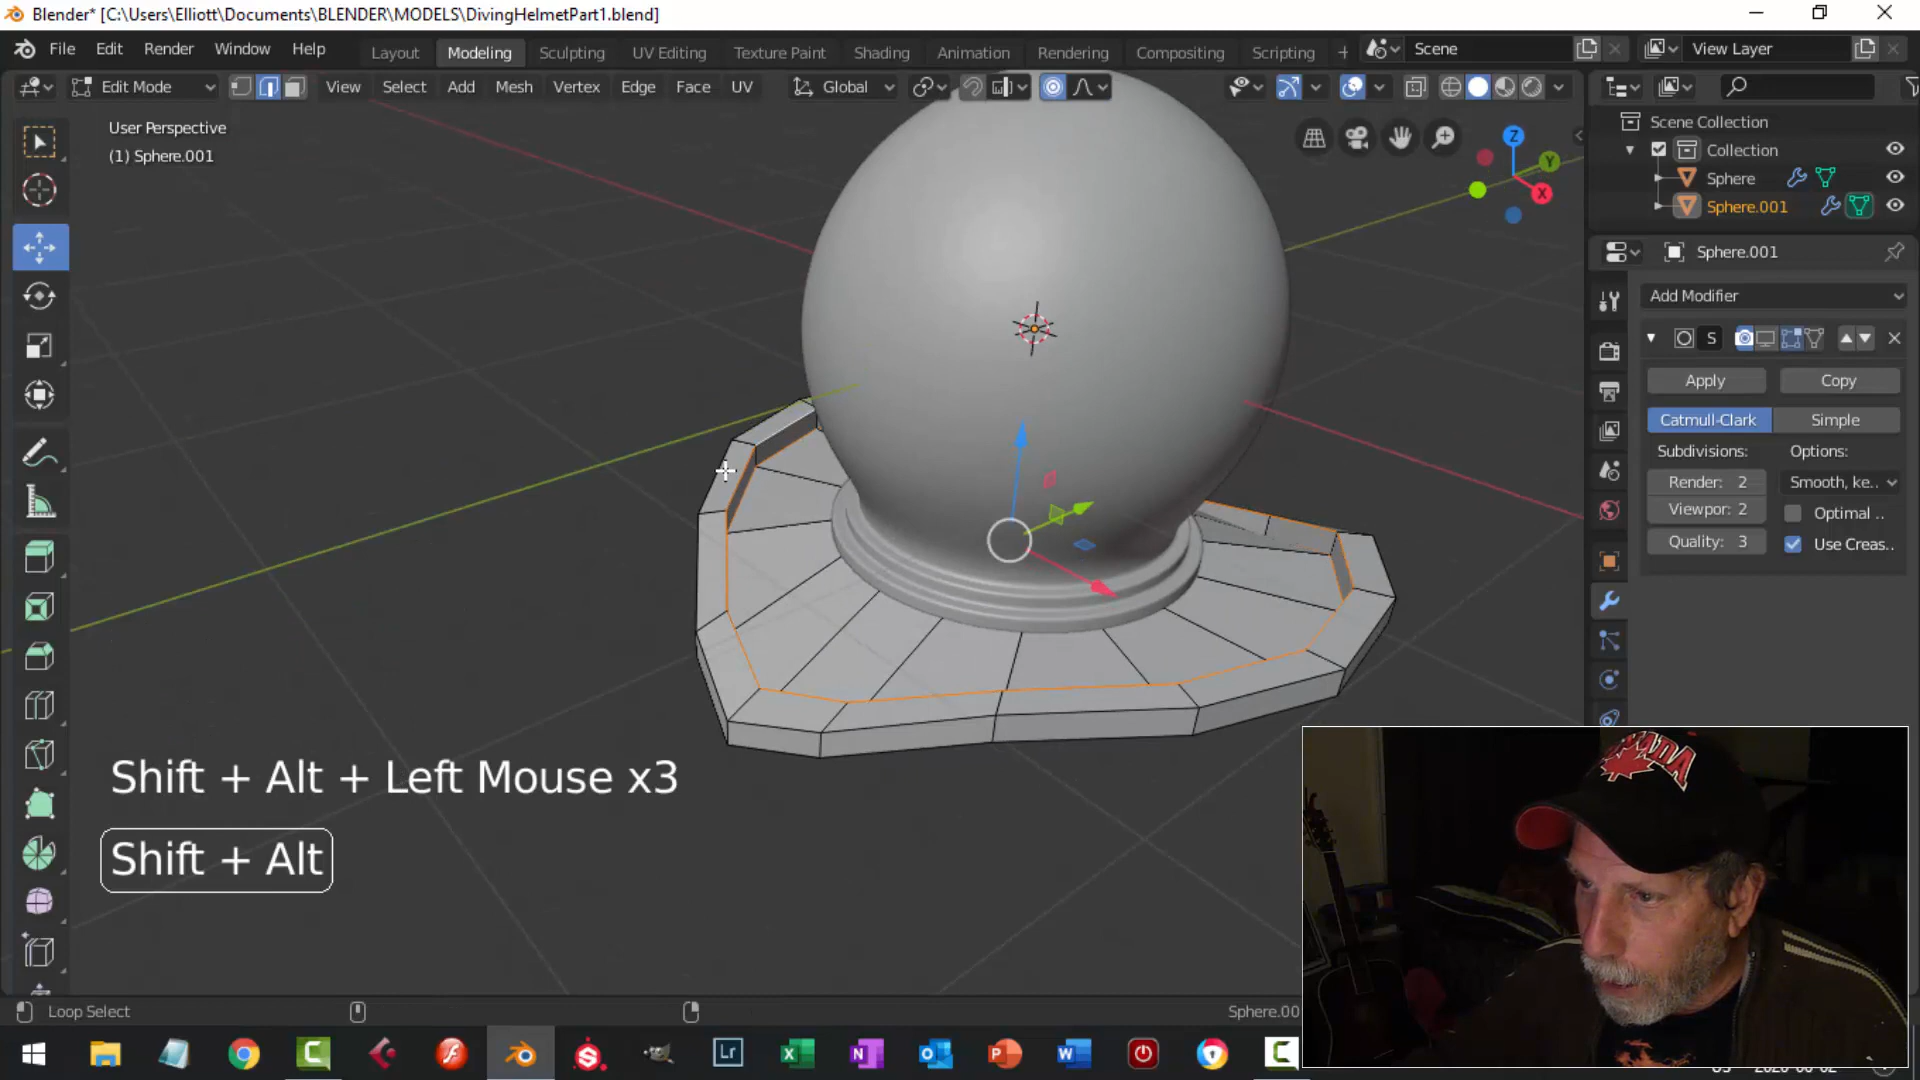 Blender* [C:\Users\Elliott\Documents\BLENDER\MODELS\DivingHelmetPart1.blend]
File Edit Render Window Help Layout Modeling Sculpting UV Editing Texture Paint Shading Animation Rendering Compositing Scripting + Scene View Layer
Edit Mode View Select Add Mesh Vertex Edge Face UV Global
User Perspective
(1) Sphere.001
Z
Y
X
Scene Collection
Collection
Sphere
Sphere.001
Sphere.001
Add Modifier
S
Apply Copy
Catmull-Clark Simple
Subdivisions: Options:
Render: 2 Smooth, ke..
Viewpor: 2 Optimal ..
Quality: 3 Use Creas..
Shift + Alt + Left Mouse x3
Shift + Alt
Loop Select
Sphere.00
Lr